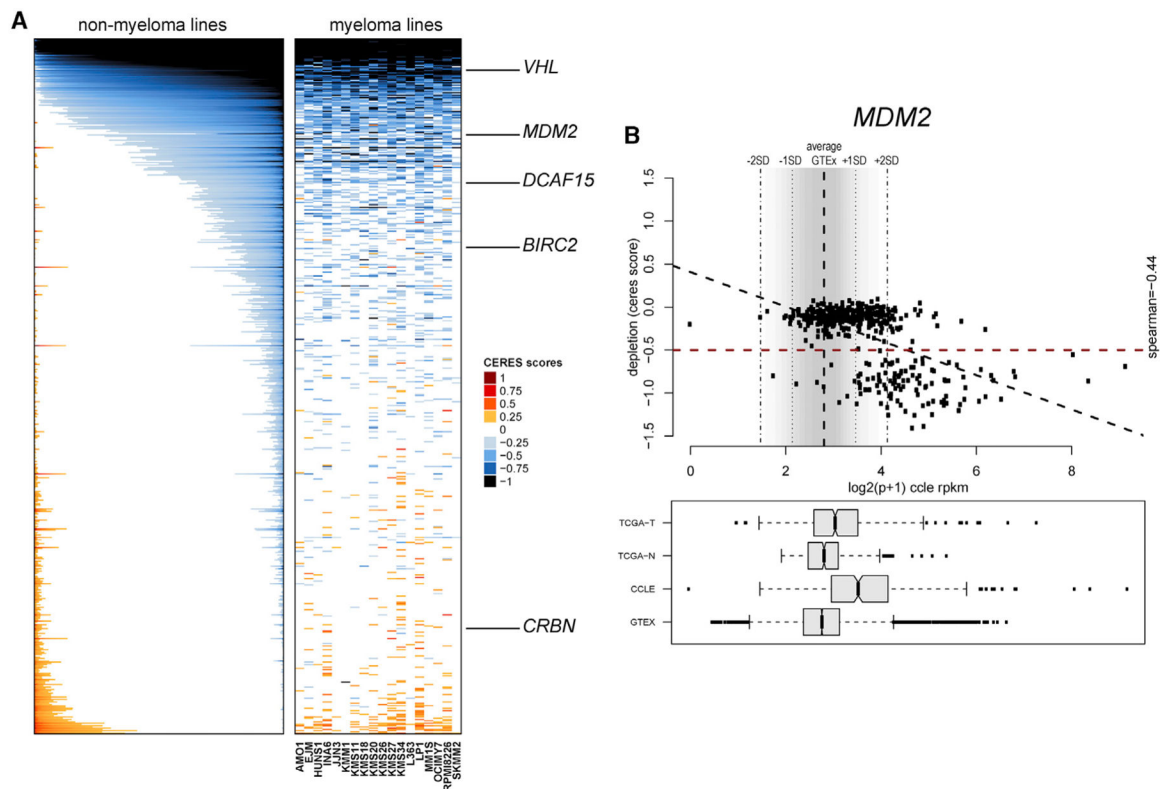 A
non-myeloma lines
myeloma lines
VHL
MDM2
DCAF15
BIRC2
CRBN
CERES scores
1
0.75
0.5
0.25
0
−0.25
−0.5
−0.75
−1
AMO1
EJM
HUNS1
INA6
JJN3
KMM1
KMS11
KMS18
KMS20
KMS26
KMS27
KMS34
L363
LP1
MM1S
OCIMY7
RPMI8226
SKMM2
B
MDM2
average
-2SD -1SD GTEx +1SD +2SD
depletion (ceres score)
1.5
1.0
0.5
0.0
−0.5
−1.0
−1.5
spearman=−0.44
0 2 4 6 8
log2(p+1) ccle rpkm
TCGA−T
TCGA−N
CCLE
GTEX